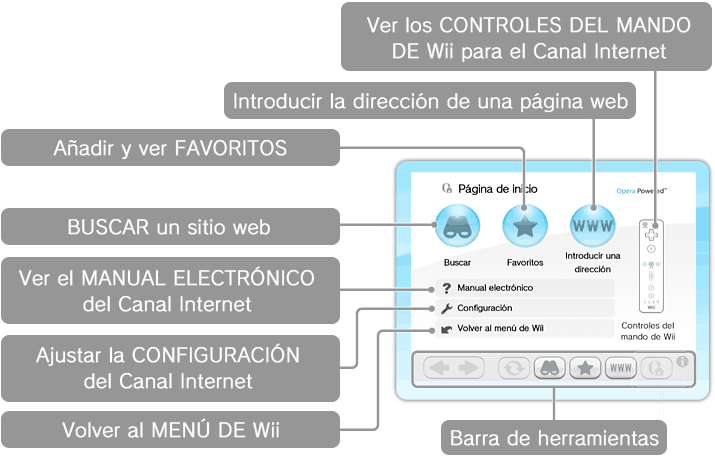 Ver los CONTROLES DEL MANDO
DE Wii para el Canal Internet
Introducir la dirección de una página web
Añadir y ver FAVORITOS
BUSCAR un sitio web
Ver el MANUAL ELECTRÓNICO
del Canal Internet
Ajustar la CONFIGURACIÓN
del Canal Internet
Volver al MENÚ DE Wii
Página de inicio
Opera Powered™
WWW
Buscar
Favoritos
Introducir una
dirección
? Manual electrónico
Configuración
Volver al menú de Wii
Wii
Controles del
mando de Wii
WWW
i
Barra de herramientas